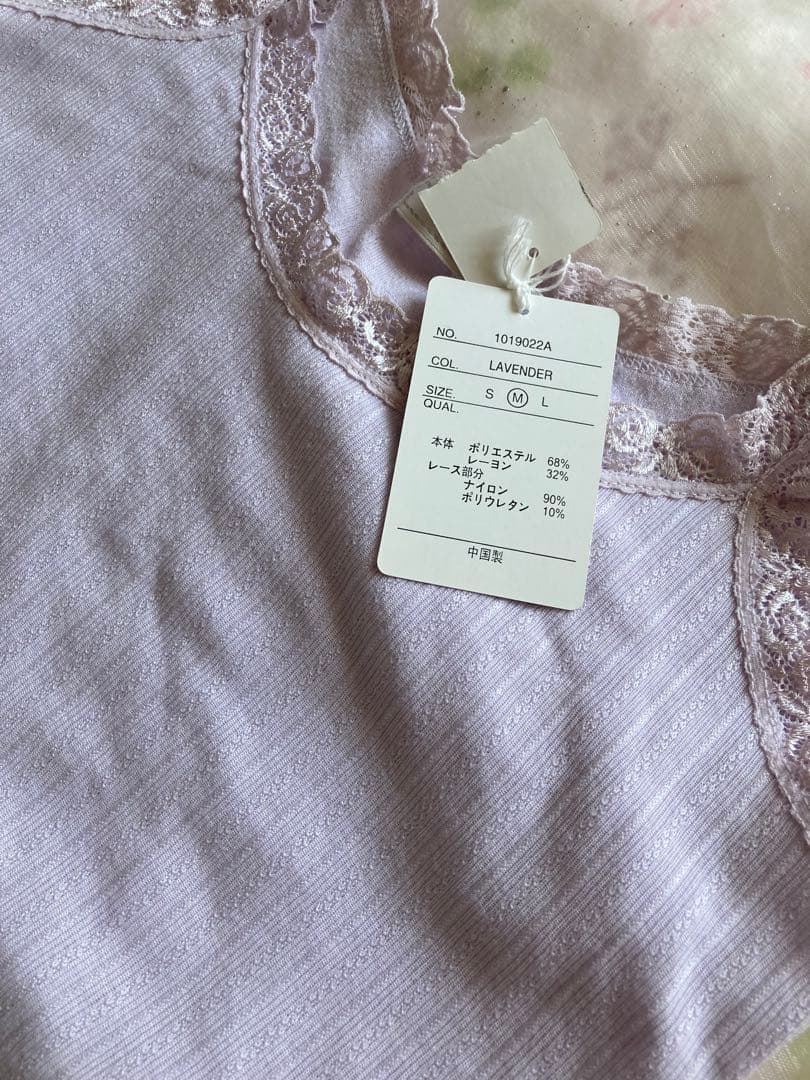 NO. 1019022A
COL. LAVENDER
SIZE. S M L
QUAL.
本体 ポリエステル 68%
レーヨン 32%
レース部分
ナイロン 90%
ポリウレタン 10%
中国製